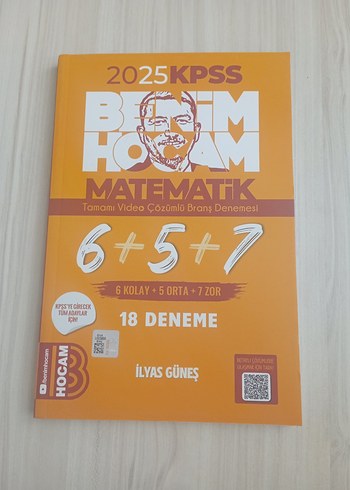 2025 KPSS
BENİM
HOCAM
MATEMATİK
Tamamı Video Çözümlü Branş Denemesi
6+5+7
6 KOLAY + 5 ORTA + 7 ZOR
KPSS'YE GİRECEK
TÜM ADAYLAR
İÇİN!
18 DENEME
İLYAS GÜNEŞ
benimhocam
HOCAM